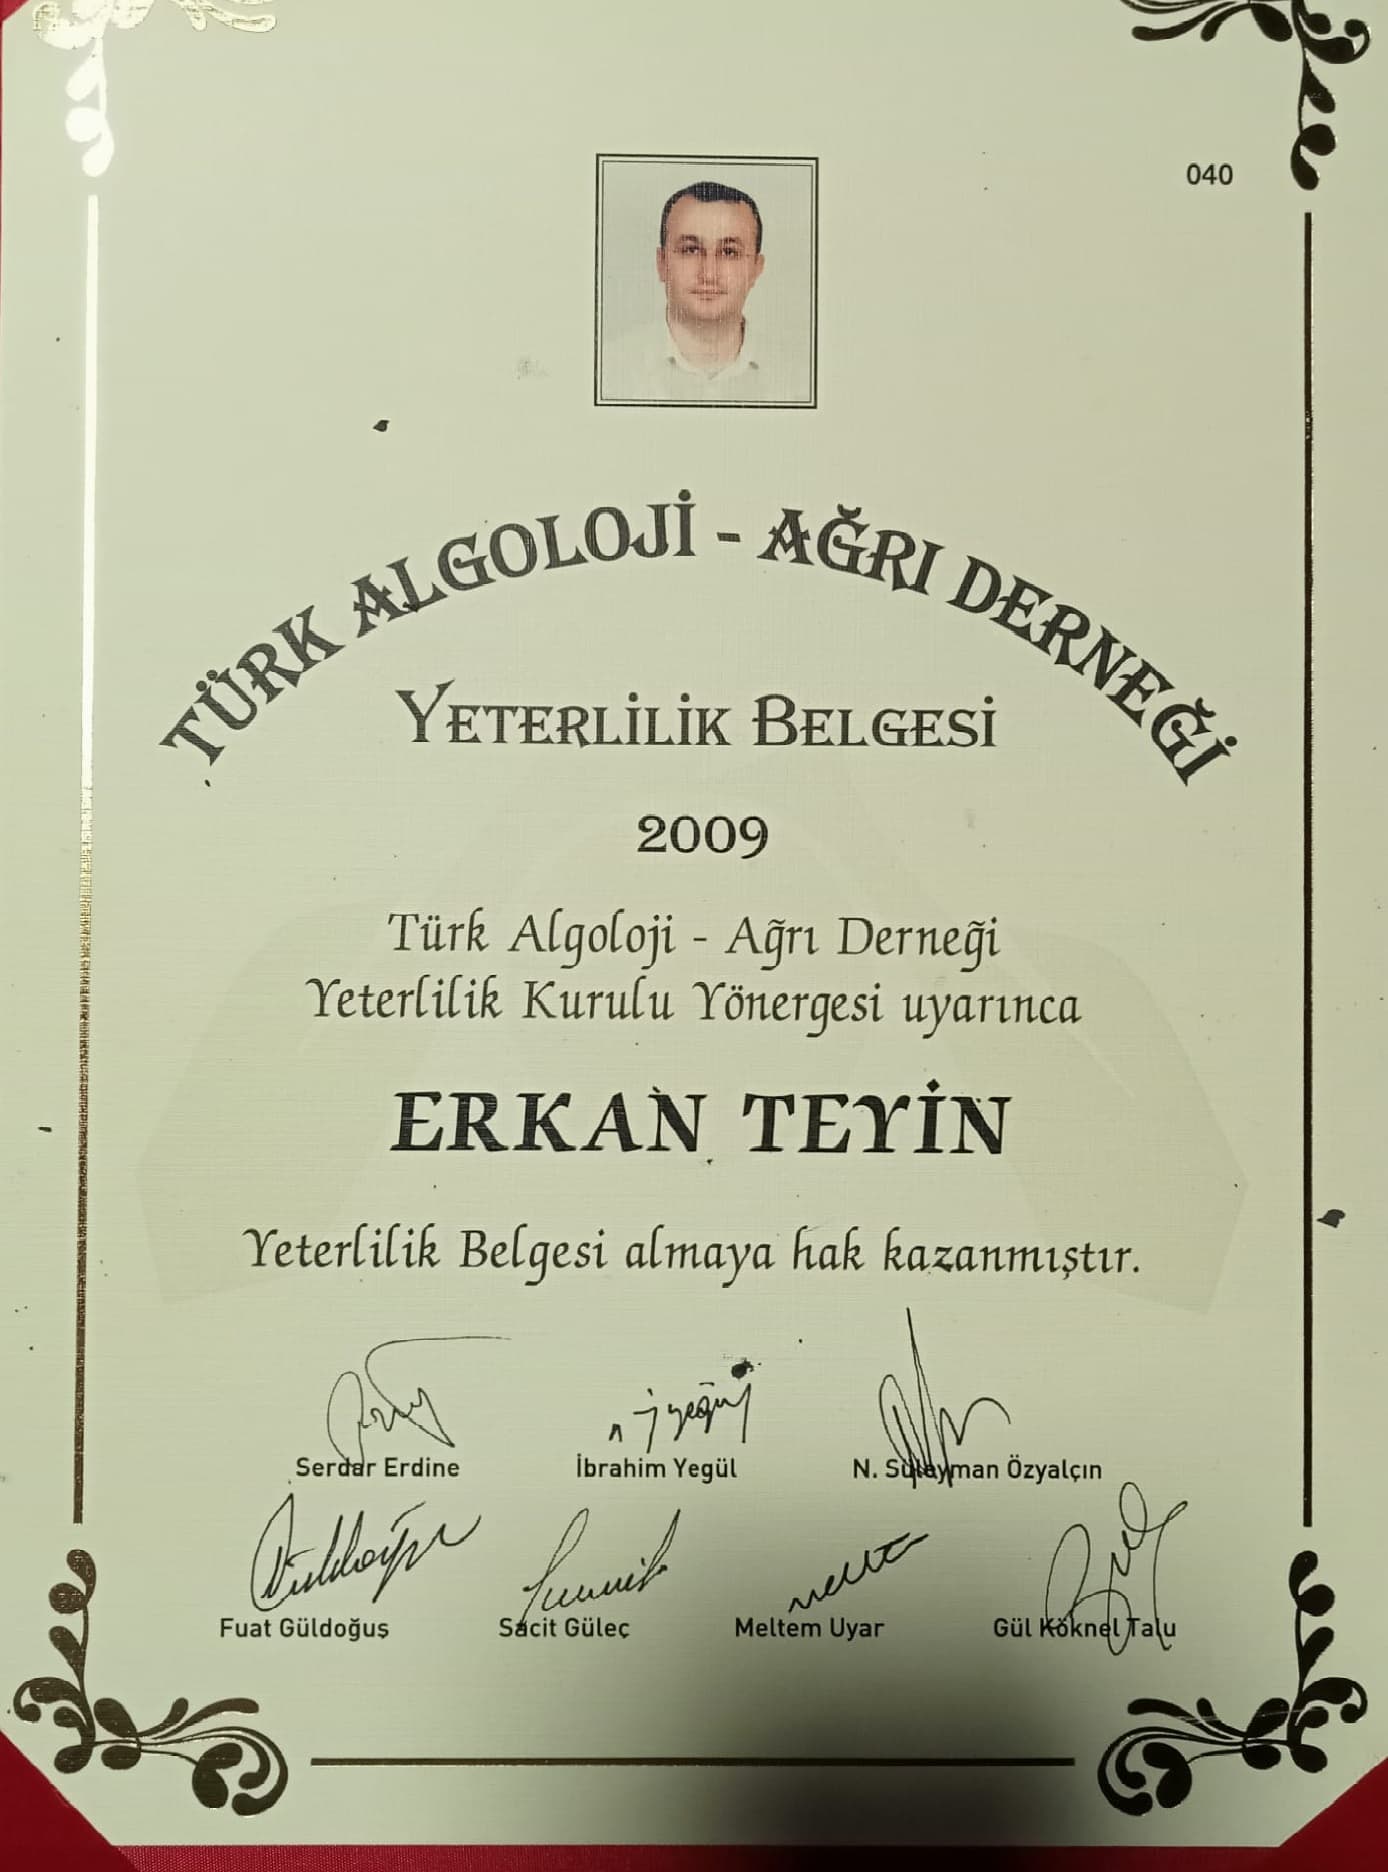 040
TÜRK ALGOLOJİ - AĞRI DERNEĞİ
YETERLİLİK BELGESİ
2009
Türk Algoloji - Ağrı Derneği
Yeterlilik Kurulu Yönergesi uyarınca
ERKAN TEYİN
Yeterlilik Belgesi almaya hak kazanmıştır.
Serdar Erdine İbrahim Yegül N. Süleyman Özyalçın
Fuat Güldoğuş Sacit Güleç Meltem Uyar Gül Köknel Talu